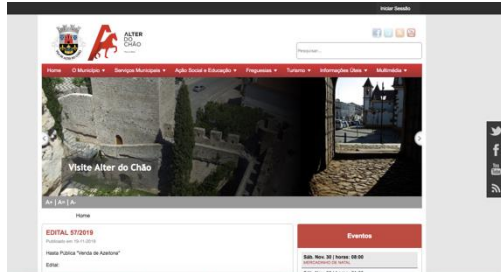 Iniciar Sessão
ALTER
DO
CHÃO
Pesquisar...
Home O Município Serviços Municipais Ação Social e Educação Freguesias Turismo Informações Úteis Multimédia
Visite Alter do Chão
A+ | A= | A-
Home
EDITAL 57/2019
Hasta Pública "Venda de Azeitona"
Edital
Eventos
Sáb. Nov. 30 | horas: 08:00
MERCADINHO DE NATAL